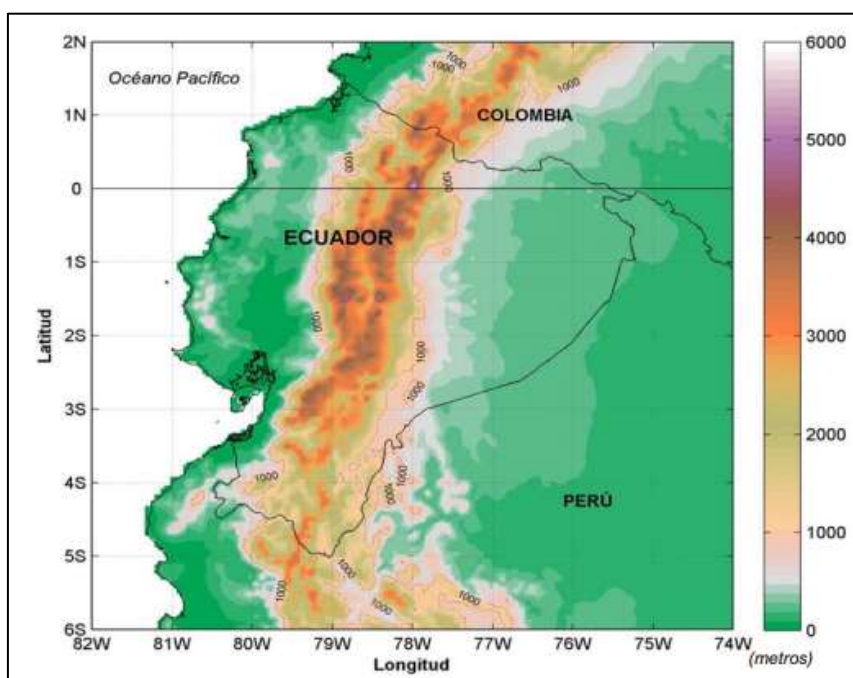 Océano Pacífico
COLOMBIA
ECUADOR
PERÚ
1000
1000
1000
1000
1000
1000
1000
1000
1000
1000
1000
1000
1000
1000
2N
1N
0
1S
2S
3S
4S
5S
6S
Latitud
82W 81W 80W 79W 78W 77W 76W 75W 74W
Longitud
6000
5000
4000
3000
2000
1000
0
(metros)